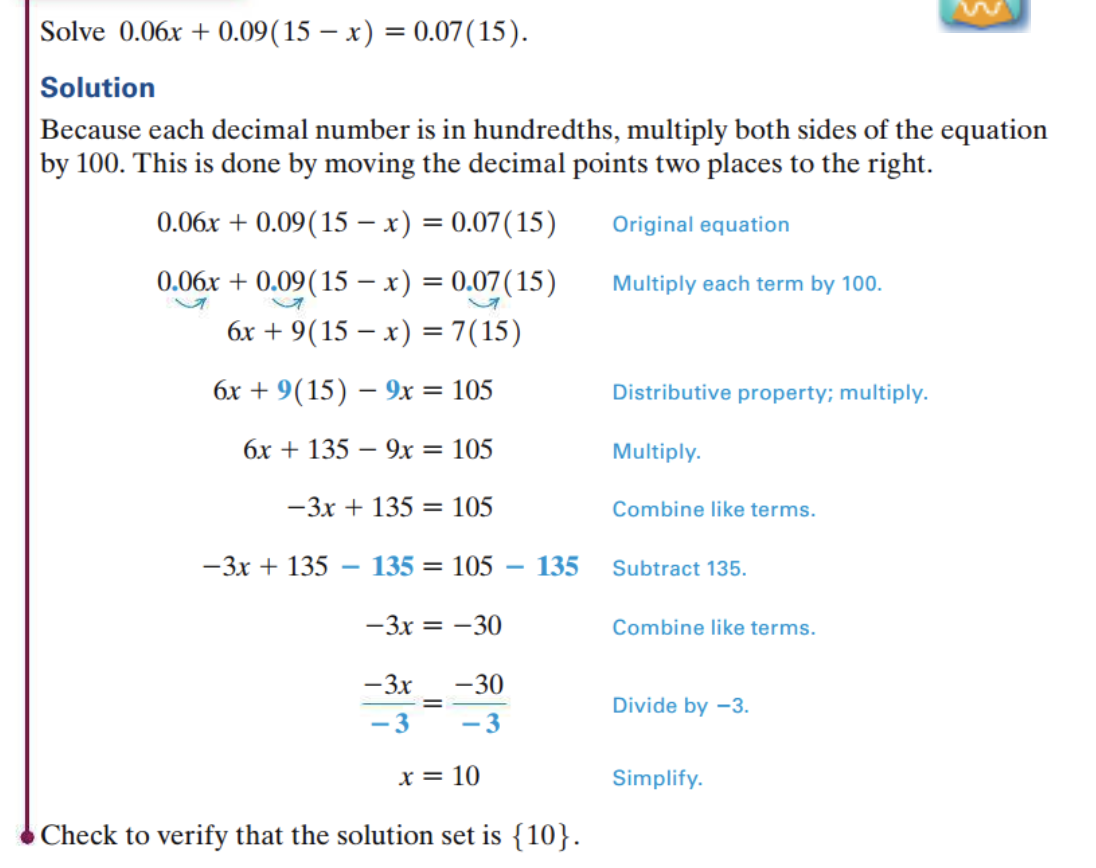 Solve 0.06x + 0.09(15 − x) = 0.07(15).
Solution
Because each decimal number is in hundredths, multiply both sides of the equation
by 100. This is done by moving the decimal points two places to the right.
0.06x + 0.09(15 − x) = 0.07(15) Original equation
0.06x + 0.09(15 − x) = 0.07(15) Multiply each term by 100.
6x + 9(15 − x) = 7(15)
6x + 9(15) − 9x = 105 Distributive property; multiply.
6x + 135 − 9x = 105 Multiply.
−3x + 135 = 105 Combine like terms.
−3x + 135 − 135 = 105 − 135 Subtract 135.
−3x = −30 Combine like terms.
−3x/−3 = −30/−3 Divide by −3.
x = 10 Simplify.
Check to verify that the solution set is {10}.